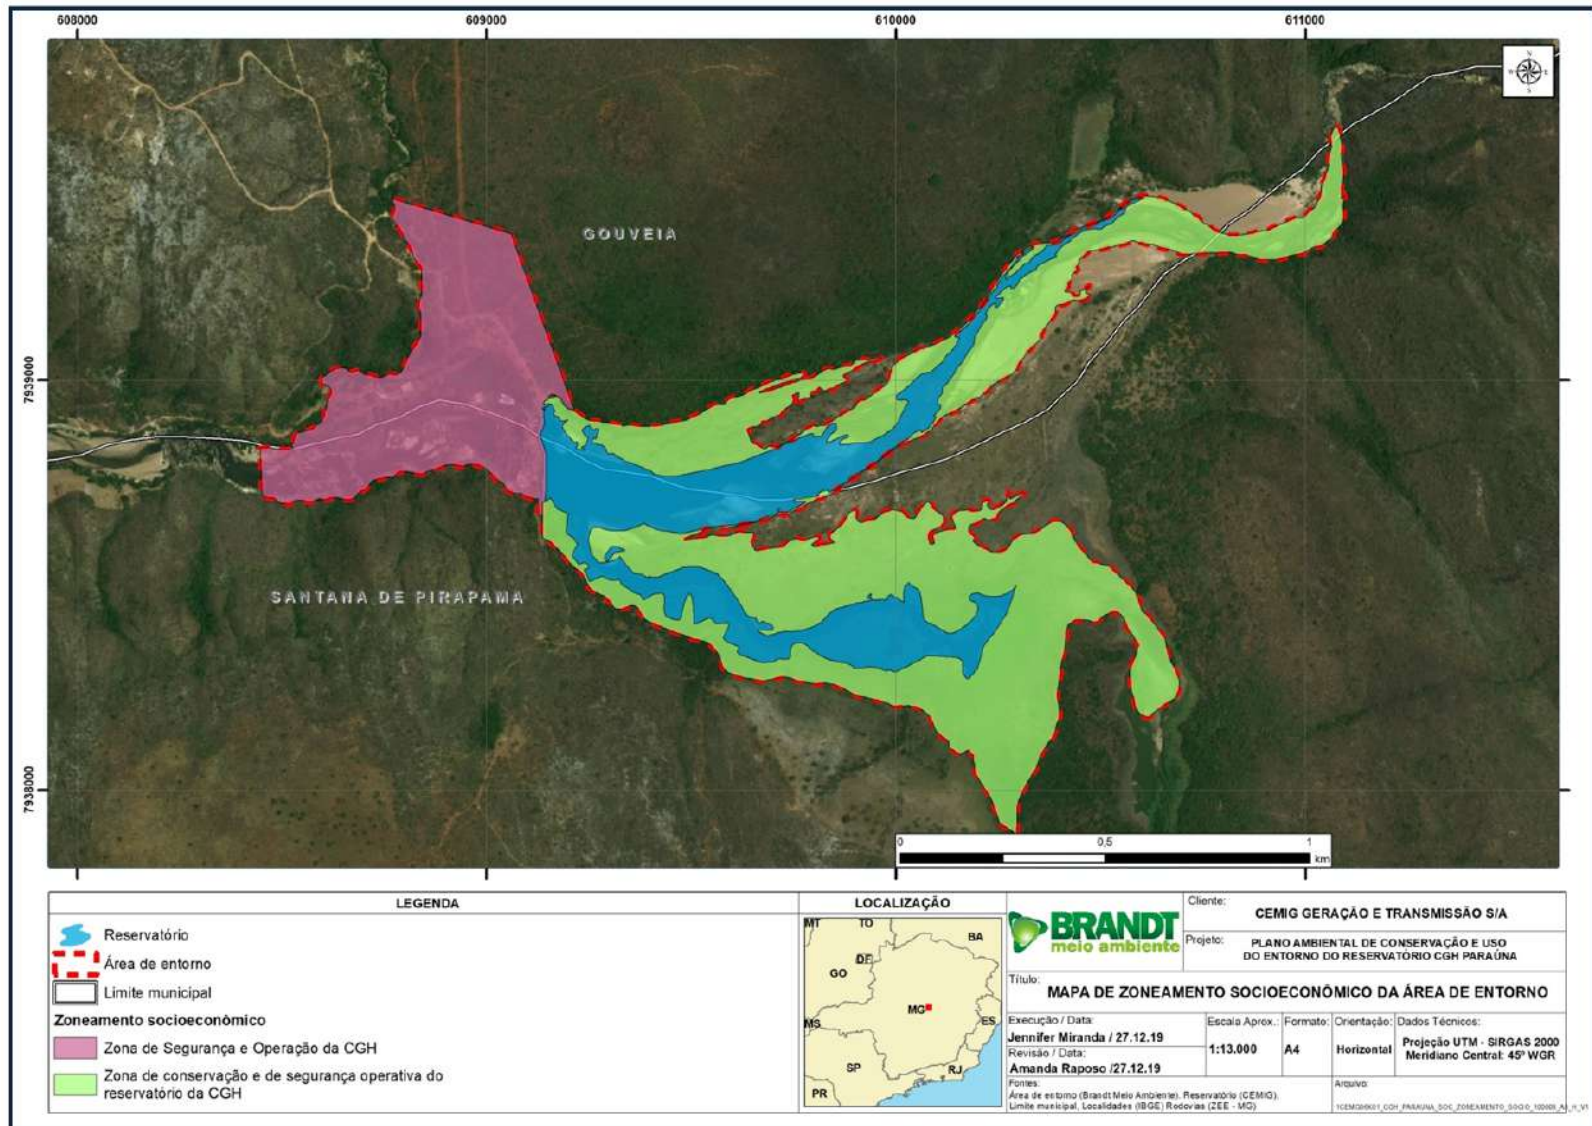 608000
609000
610000
611000
7939000
7938000
N
GOUVEIA
SANTANA DE PIRAPAMA
0
0,5
1
km
LEGENDA
Reservatório
Área de entorno
Limite municipal
Zoneamento socioeconômico
Zona de Segurança e Operação da CGH
Zona de conservação e de segurança operativa do
reservatório da CGH
LOCALIZAÇÃO
MT
TO
BA
DF
GO
MG
MS
ES
SP
RJ
PR
BRANDT
meio ambiente
Cliente:
CEMIG GERAÇÃO E TRANSMISSÃO S/A
Projeto:
PLANO AMBIENTAL DE CONSERVAÇÃO E USO
DO ENTORNO DO RESERVATÓRIO CGH PARAÚNA
Título:
MAPA DE ZONEAMENTO SOCIOECONÔMICO DA ÁREA DE ENTORNO
Execução / Data:
Jennifer Miranda / 27.12.19
Revisão / Data:
Amanda Raposo /27.12.19
Escala Aprox.:
1:13.000
Formato:
A4
Orientação:
Horizontal
Dados Técnicos:
Projeção UTM - SIRGAS 2000
Meridiano Central: 45º WGR
Fontes:
Área de entorno (Brandt Meio Ambiente). Reservatório (CEMIG).
Limite municipal, Localidades (IBGE) Rodovias (ZEE - MG)
Arquivo: